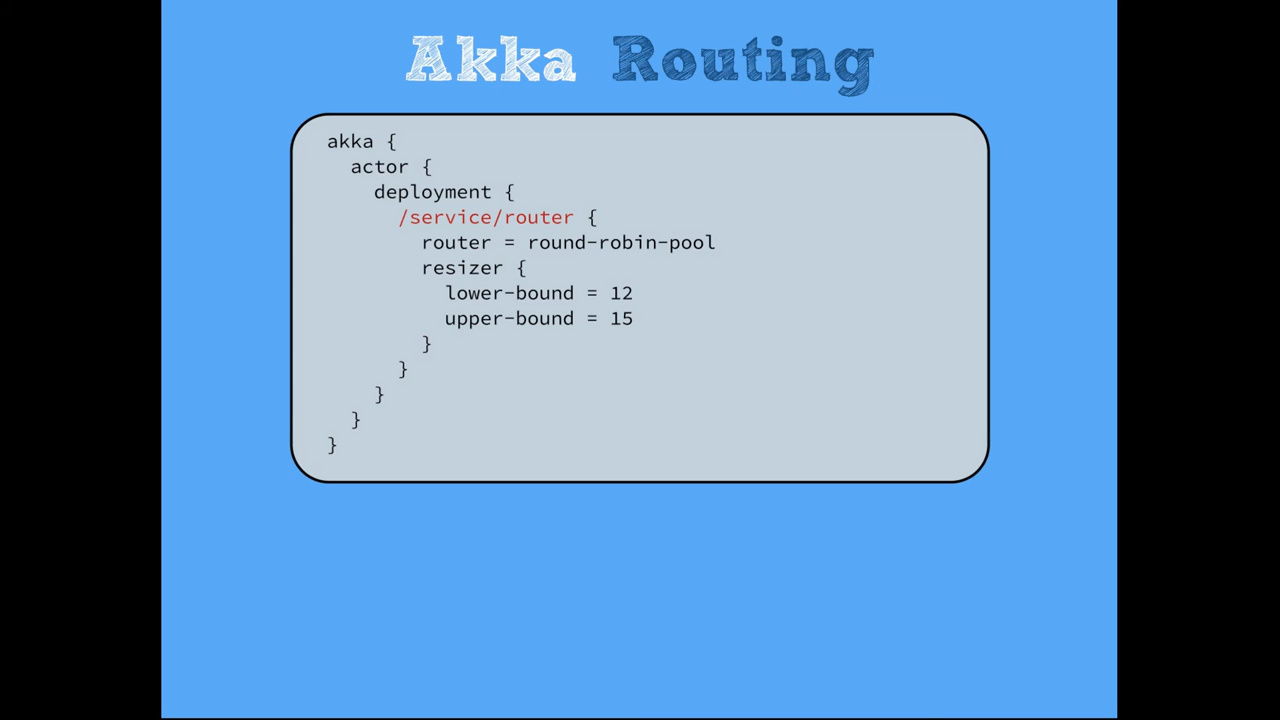 Akka Routing
akka {
  actor {
    deployment {
      /service/router {
        router = round-robin-pool
        resizer {
          lower-bound = 12
          upper-bound = 15
        }
      }
    }
  }
}